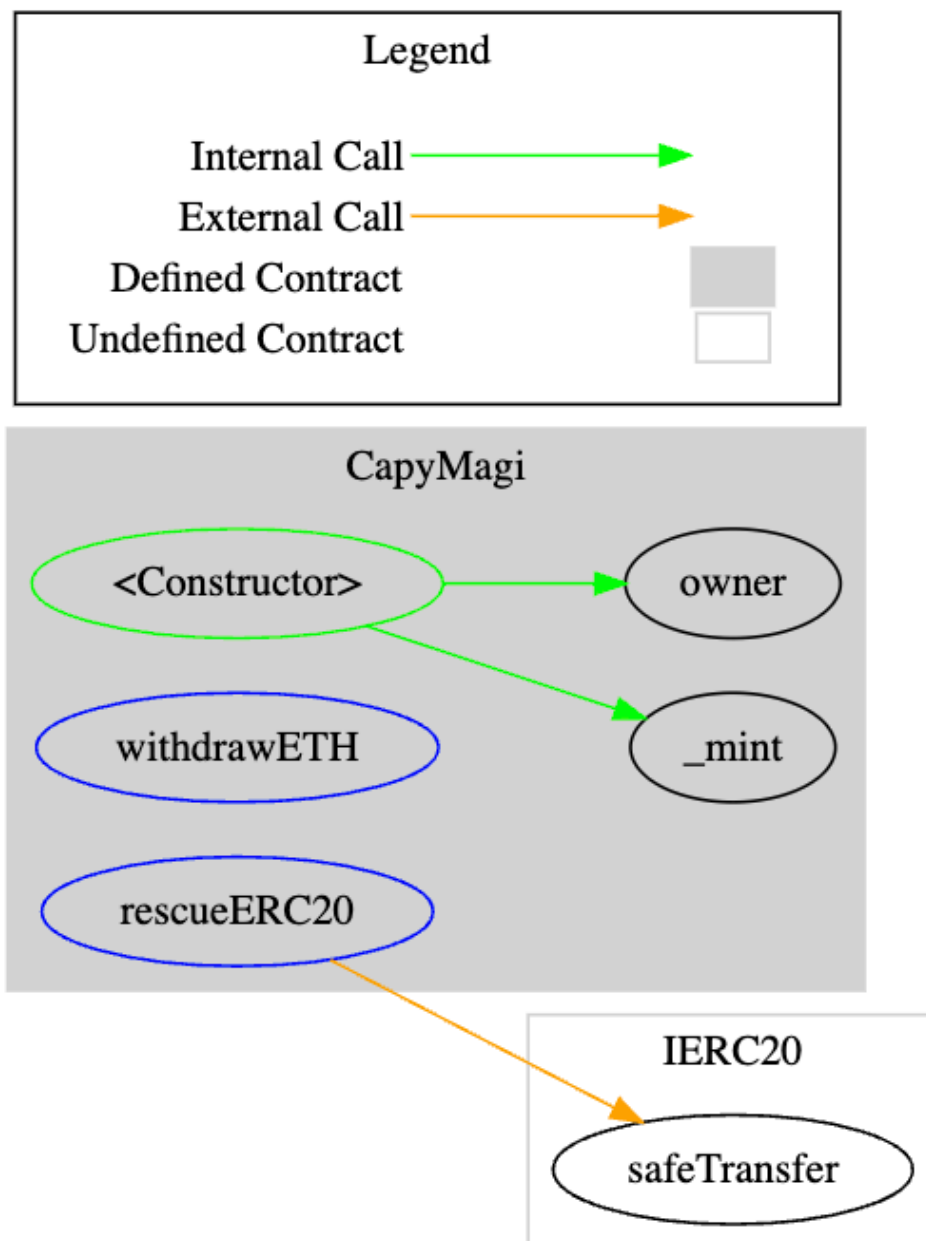 Legend
Internal Call
External Call
Defined Contract
Undefined Contract
CapyMagi
<Constructor>
owner
withdrawETH
_mint
rescueERC20
IERC20
safeTransfer